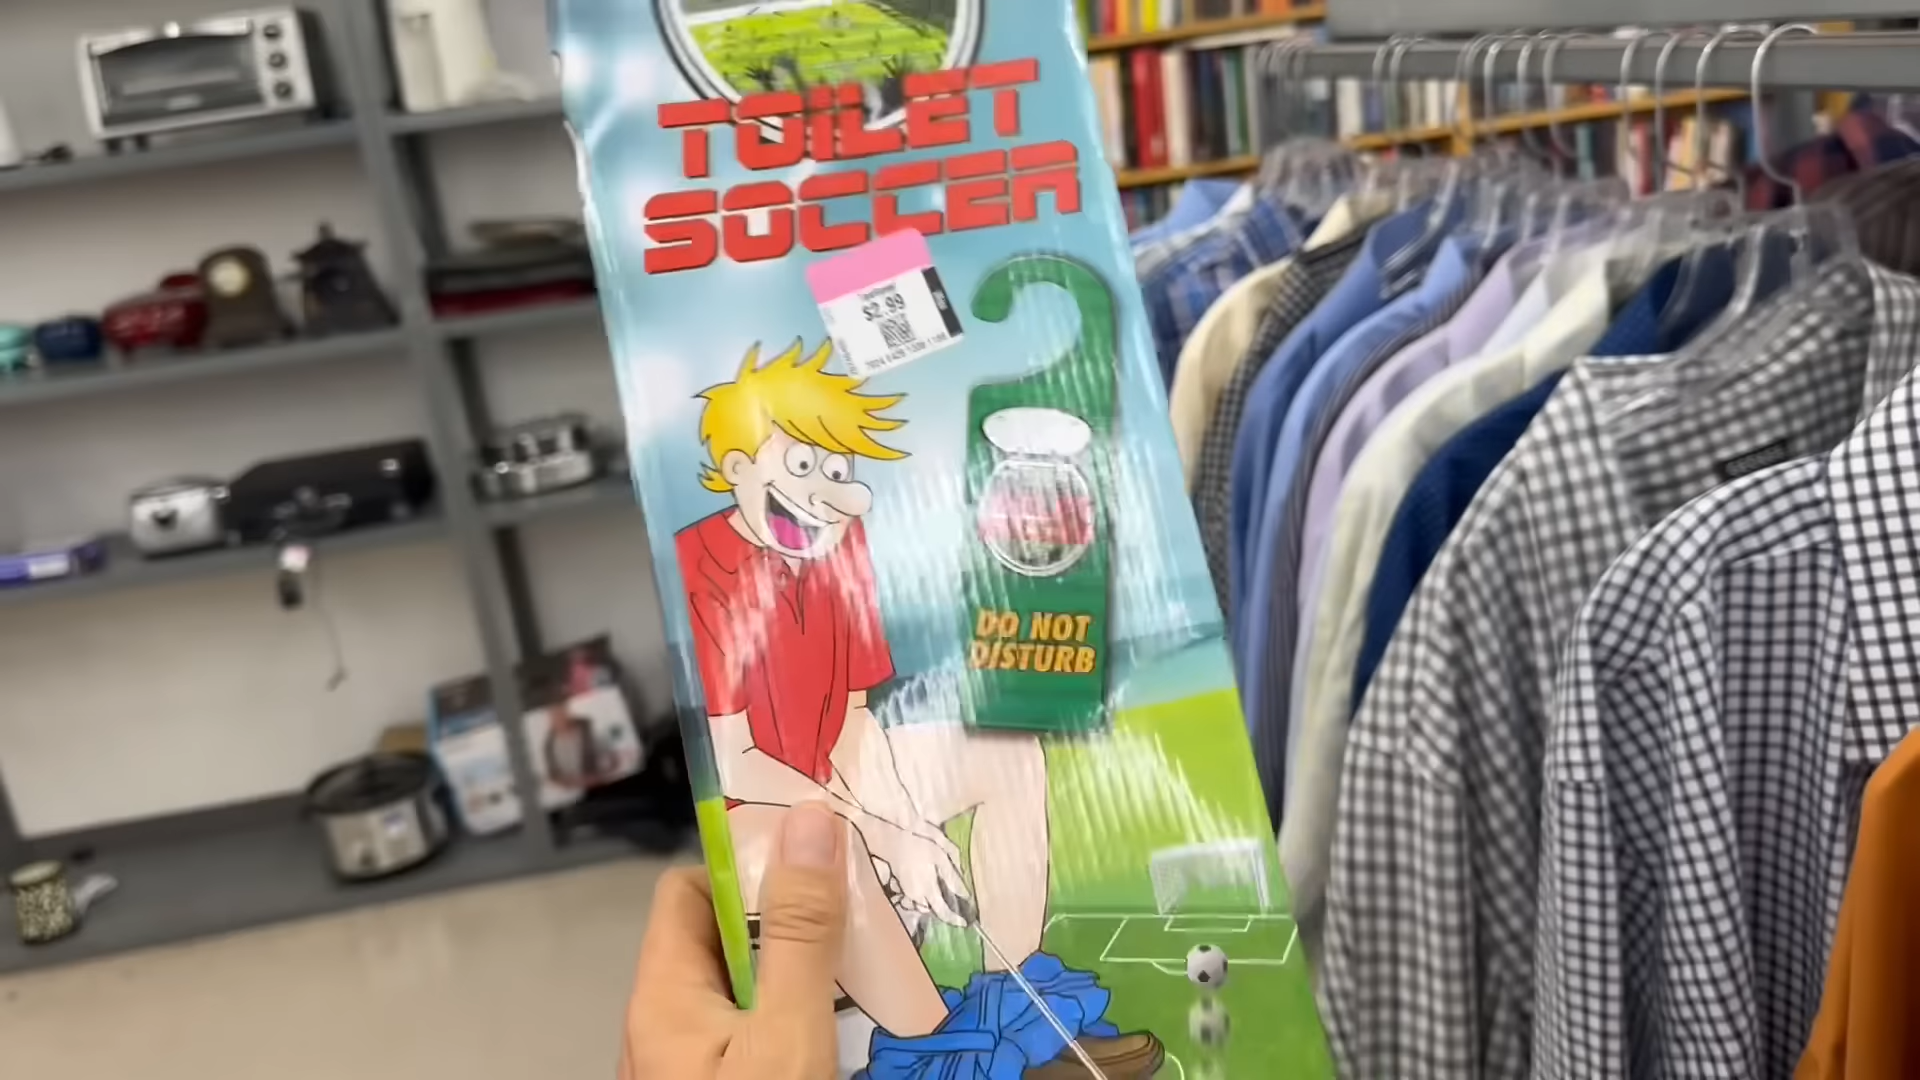 TOILET
SOCCER
$2.99
DO NOT
DISTURB